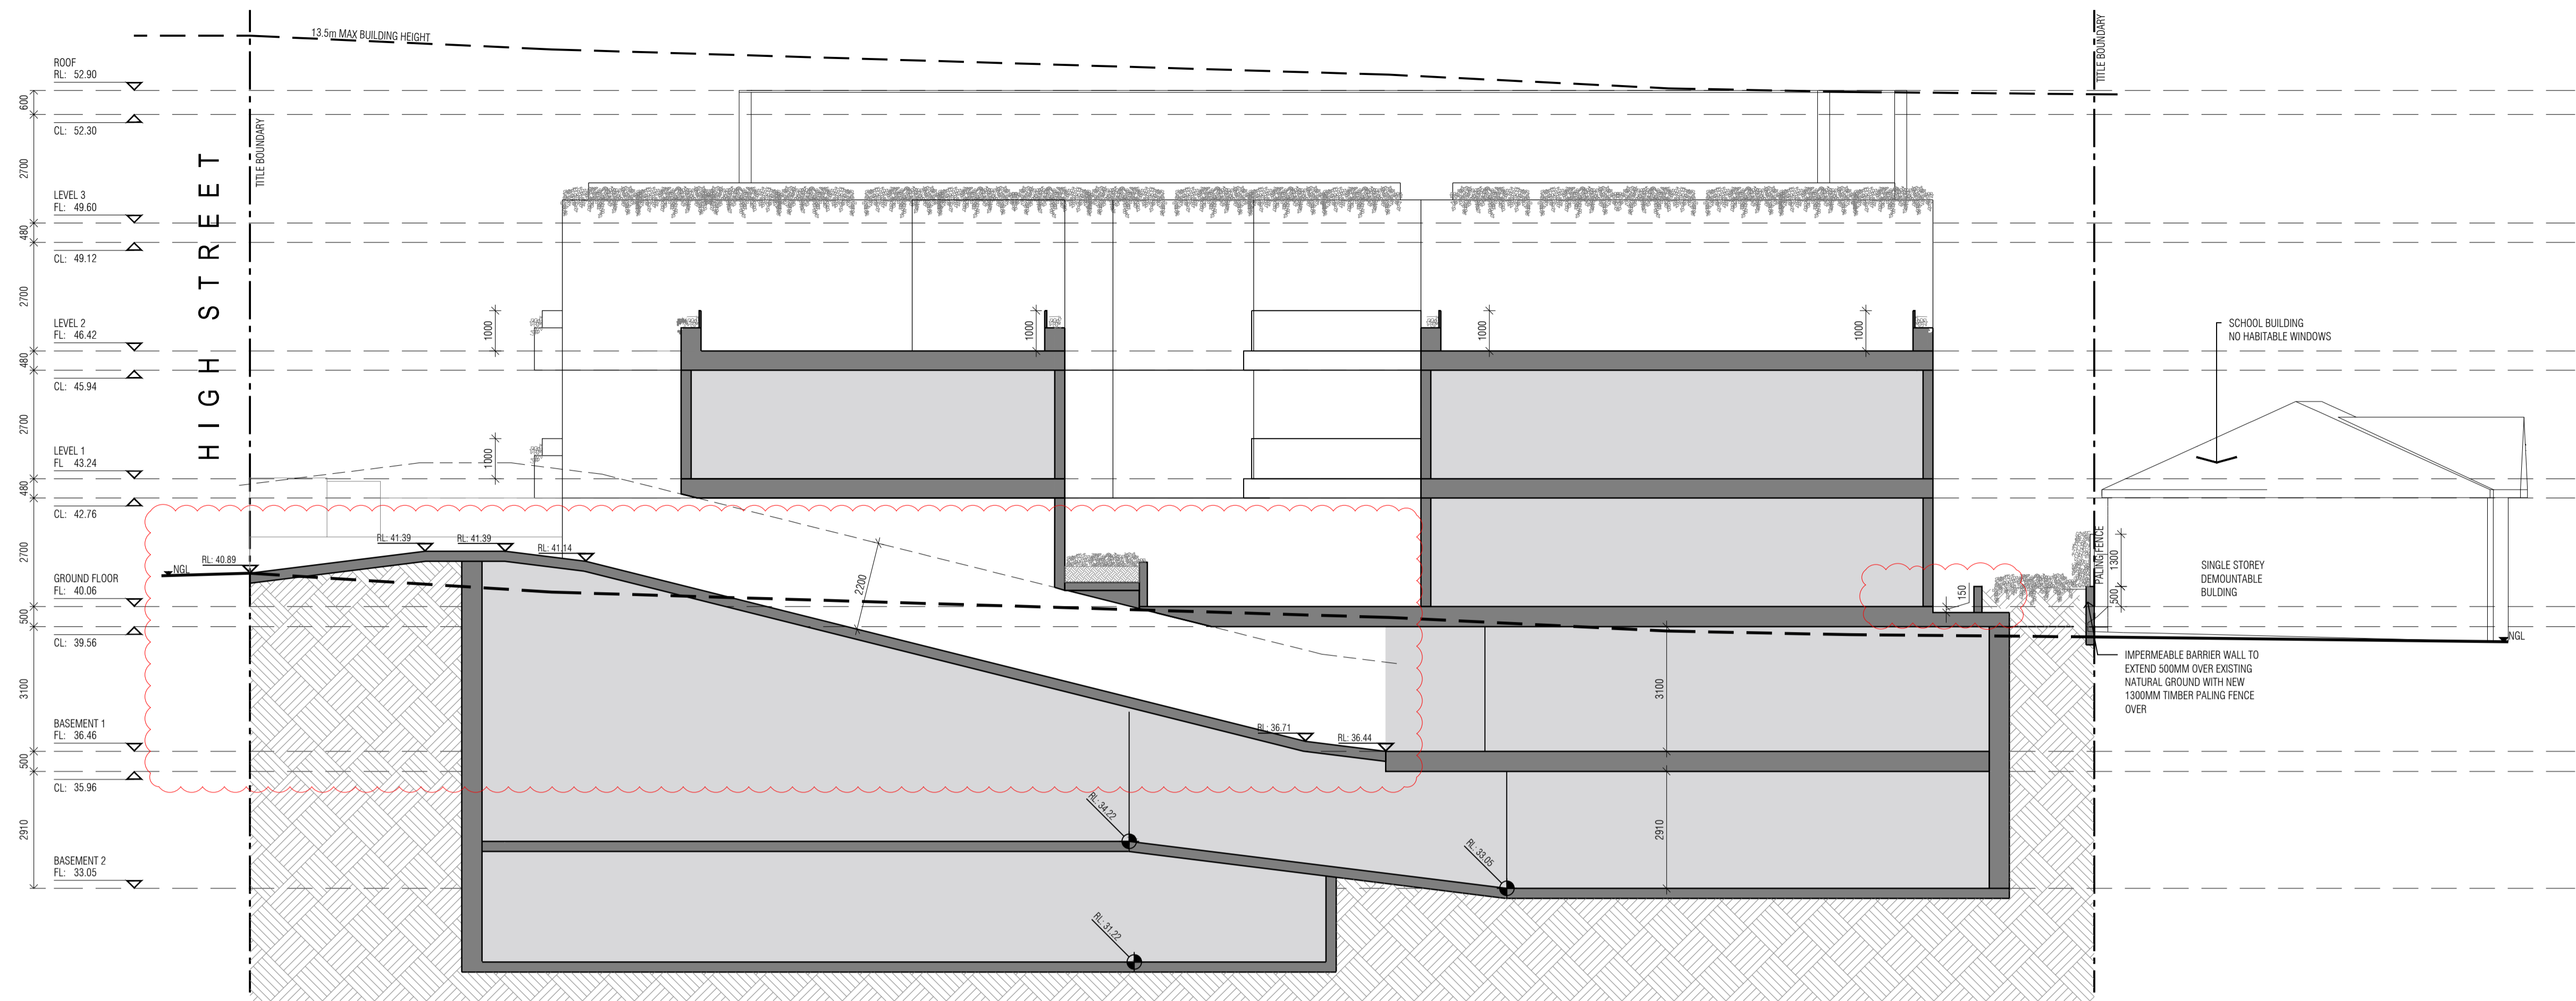 13.5m MAX BUILDING HEIGHT
TITLE BOUNDARY
TITLE BOUNDARY
HIGH STREET
ROOF
RL: 52.90
600
CL: 52.30
2700
LEVEL 3
FL: 49.60
480
CL: 49.12
2700
LEVEL 2
FL: 46.42
480
CL: 45.94
2700
LEVEL 1
FL 43.24
480
CL: 42.76
2700
GROUND FLOOR
FL: 40.06
500
CL: 39.56
3100
BASEMENT 1
FL: 36.46
500
CL: 35.96
2910
BASEMENT 2
FL: 33.05
1000
1000
1000
1000
1000
NGL
RL: 40.89
RL: 41.39
RL: 41.39
RL: 41.14
2200
RL: 36.71
RL: 36.44
3100
2910
RL: 34.22
RL: 33.05
RL: 31.22
150
PALING FENCE
1300
500
SCHOOL BUILDING
NO HABITABLE WINDOWS
SINGLE STOREY
DEMOUNTABLE
BULDING
NGL
IMPERMEABLE BARRIER WALL TO
EXTEND 500MM OVER EXISTING
NATURAL GROUND WITH NEW
1300MM TIMBER PALING FENCE
OVER